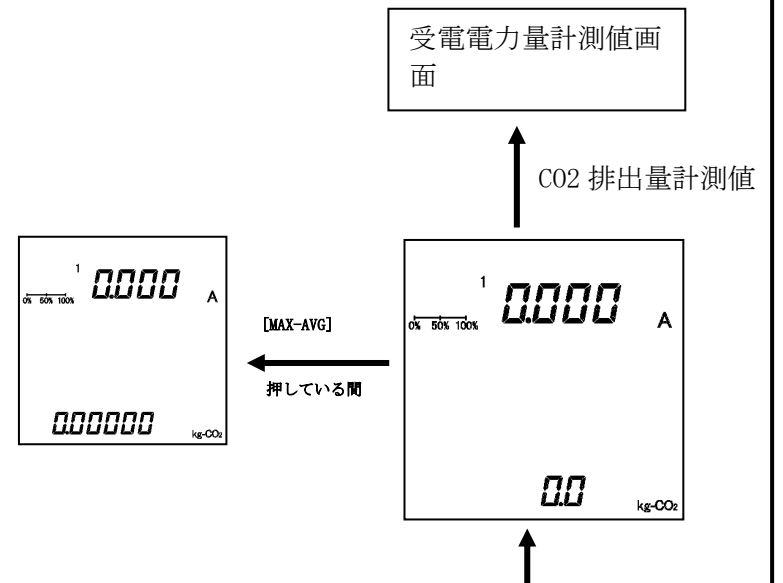 受電電力量計測値画
面
CO2 排出量計測値
1
0.000
A
0% 50% 100%
[MAX-AVG]
押している間
0.00000
kg-CO₂
1
0.000
A
0% 50% 100%
0.0
kg-CO₂